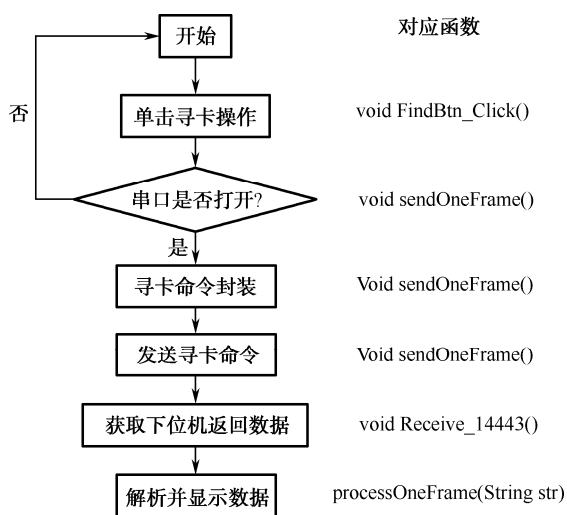 开始
对应函数
否
单击寻卡操作
void FindBtn_Click()
串口是否打开?
void sendOneFrame()
是
寻卡命令封装
Void sendOneFrame()
发送寻卡命令
Void sendOneFrame()
获取下位机返回数据
void Receive_14443()
解析并显示数据
processOneFrame(String str)